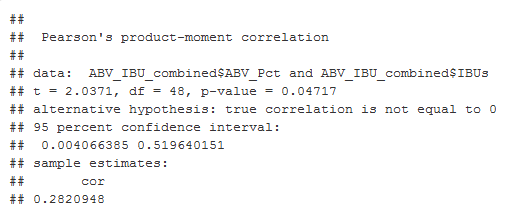 ##
##  Pearson's product-moment correlation
##
## data:  ABV_IBU_combined$ABV_Pct and ABV_IBU_combined$IBUs
## t = 2.0371, df = 48, p-value = 0.04717
## alternative hypothesis: true correlation is not equal to 0
## 95 percent confidence interval:
##  0.004066385 0.519640151
## sample estimates:
##       cor
## 0.2820948